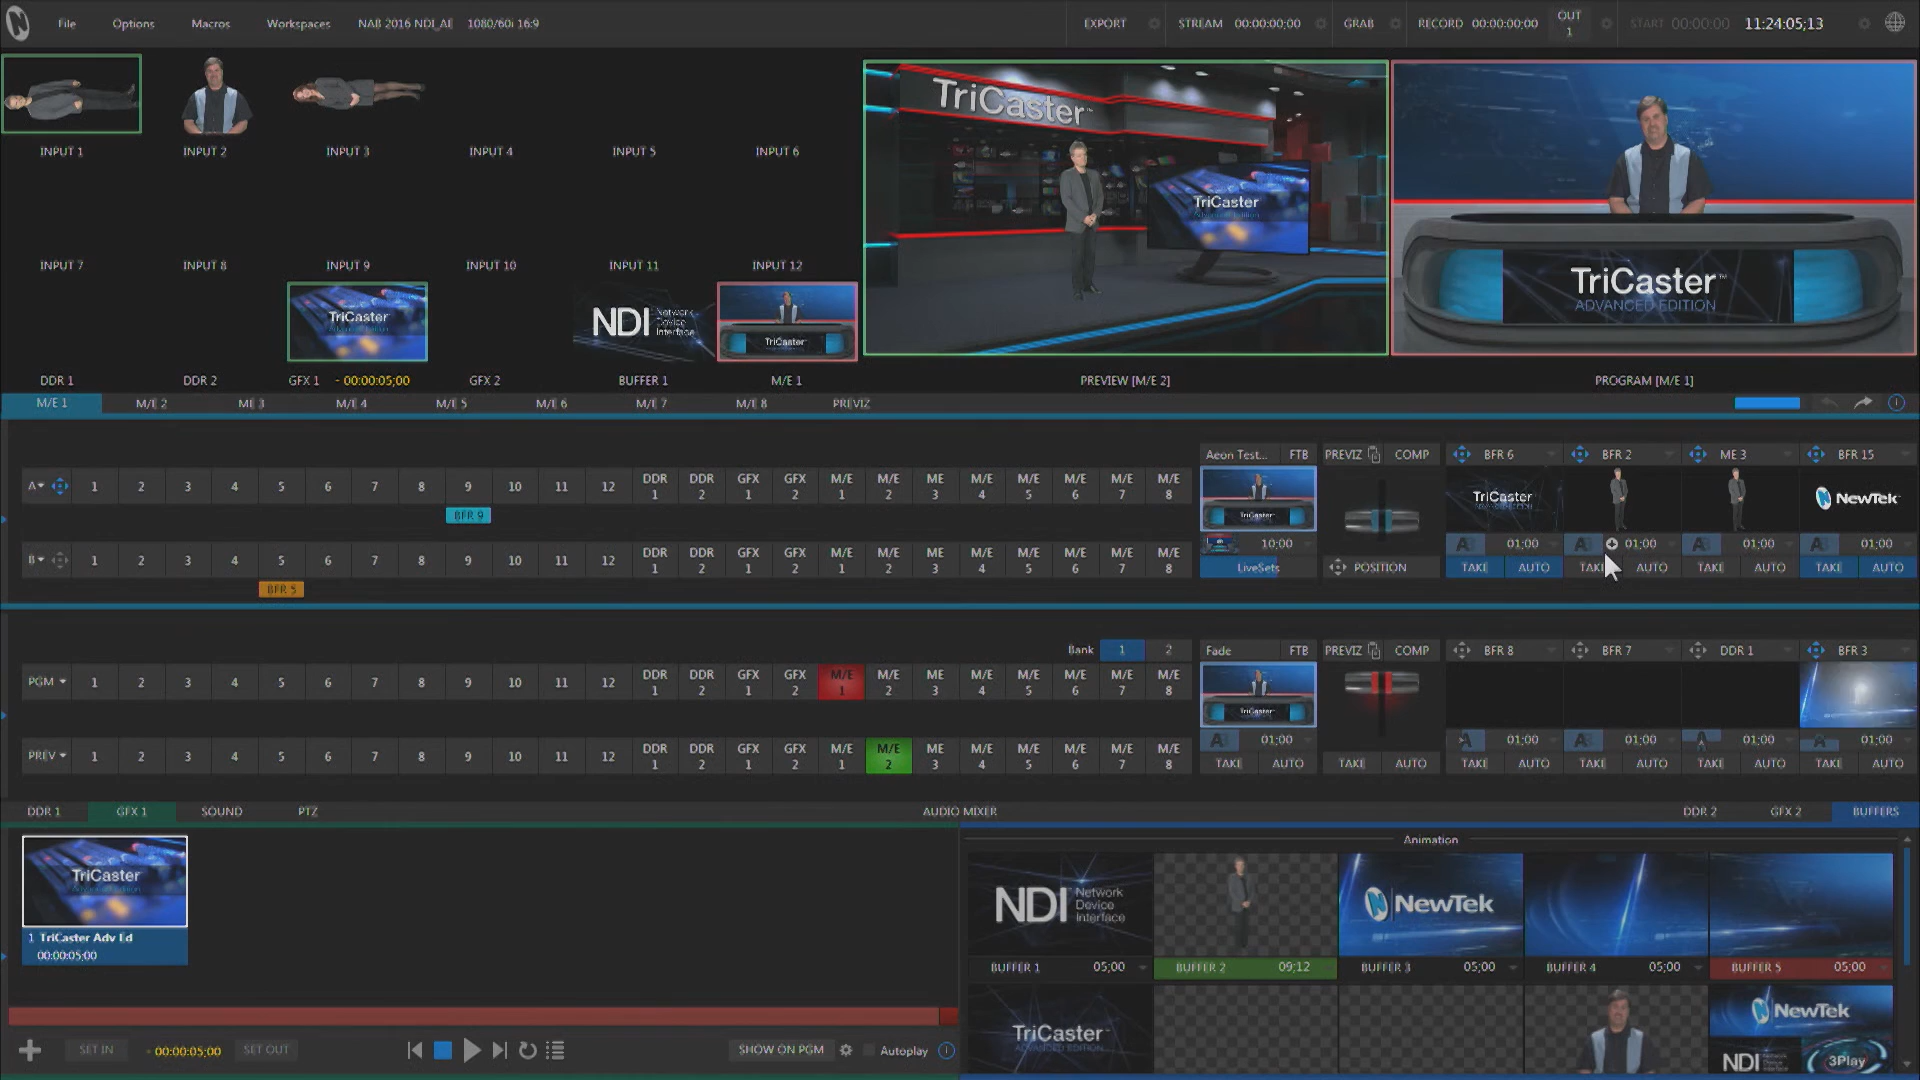 File Options Macros Workspaces NAB 2016 NDI_AE 1080/60i 16:9 EXPORT STREAM 00:00:00;00 GRAB RECORD 00:00:00;00 OUT 1 START 00:00:00 11:24:05;13
INPUT 1 INPUT 2 INPUT 3 INPUT 4 INPUT 5 INPUT 6
INPUT 7 INPUT 8 INPUT 9 INPUT 10 INPUT 11 INPUT 12
TriCaster
NDI Network Device Interface
TriCaster
TriCaster™
TriCaster
TriCaster™
ADVANCED EDITION
DDR 1 DDR 2 GFX 1 - 00:00:05;00 GFX 2 BUFFER 1 M/E 1 PREVIEW [M/E 2] PROGRAM [M/E 1]
M/E 1 M/E 2 ME 3 M/E 4 M/E 5 M/E 6 M/E 7 M/E 8 PREVIZ
Aeon Test... FTB PREVIZ COMP BFR 6 BFR 2 ME 3 BFR 15
A 1 2 3 4 5 6 7 8 9 10 11 12 DDR 1 DDR 2 GFX 1 GFX 2 M/E 1 M/E 2 ME 3 M/E 4 M/E 5 M/E 6 M/E 7 M/E 8
BFR 9
TriCaster
TriCaster
NewTek
10;00 01;00 01;00 01;00 01;00
B 1 2 3 4 5 6 7 8 9 10 11 12 DDR 1 DDR 2 GFX 1 GFX 2 M/E 1 M/E 2 ME 3 M/E 4 M/E 5 M/E 6 M/E 7 M/E 8
LiveSets POSITION TAKE AUTO TAKE AUTO TAKE AUTO TAKE AUTO
BFR 5
Bank 1 2 Fade FTB PREVIZ COMP BFR 8 BFR 7 DDR 1 BFR 3
PGM 1 2 3 4 5 6 7 8 9 10 11 12 DDR 1 DDR 2 GFX 1 GFX 2 M/E 1 M/E 2 ME 3 M/E 4 M/E 5 M/E 6 M/E 7 M/E 8
TriCaster
01;00 01;00 01;00 01;00 01;00
PREV 1 2 3 4 5 6 7 8 9 10 11 12 DDR 1 DDR 2 GFX 1 GFX 2 M/E 1 M/E 2 ME 3 M/E 4 M/E 5 M/E 6 M/E 7 M/E 8
TAKE AUTO TAKE AUTO TAKE AUTO TAKE AUTO TAKE AUTO TAKE AUTO
DDR 1 GFX 1 SOUND PTZ AUDIO MIXER DDR 2 GFX 2 BUFFERS
Animation
TriCaster
Advanced Edition
1 TriCaster Adv Ed
00:00:05;00
NDI Network Device Interface
NewTek
BUFFER 1 05;00 BUFFER 2 09;12 BUFFER 3 05;00 BUFFER 4 05;00 BUFFER 5 05;00
TriCaster™
ADVANCED EDITION
NewTek
NDI 3Play
SET IN - 00:00:05;00 SET OUT SHOW ON PGM Autoplay